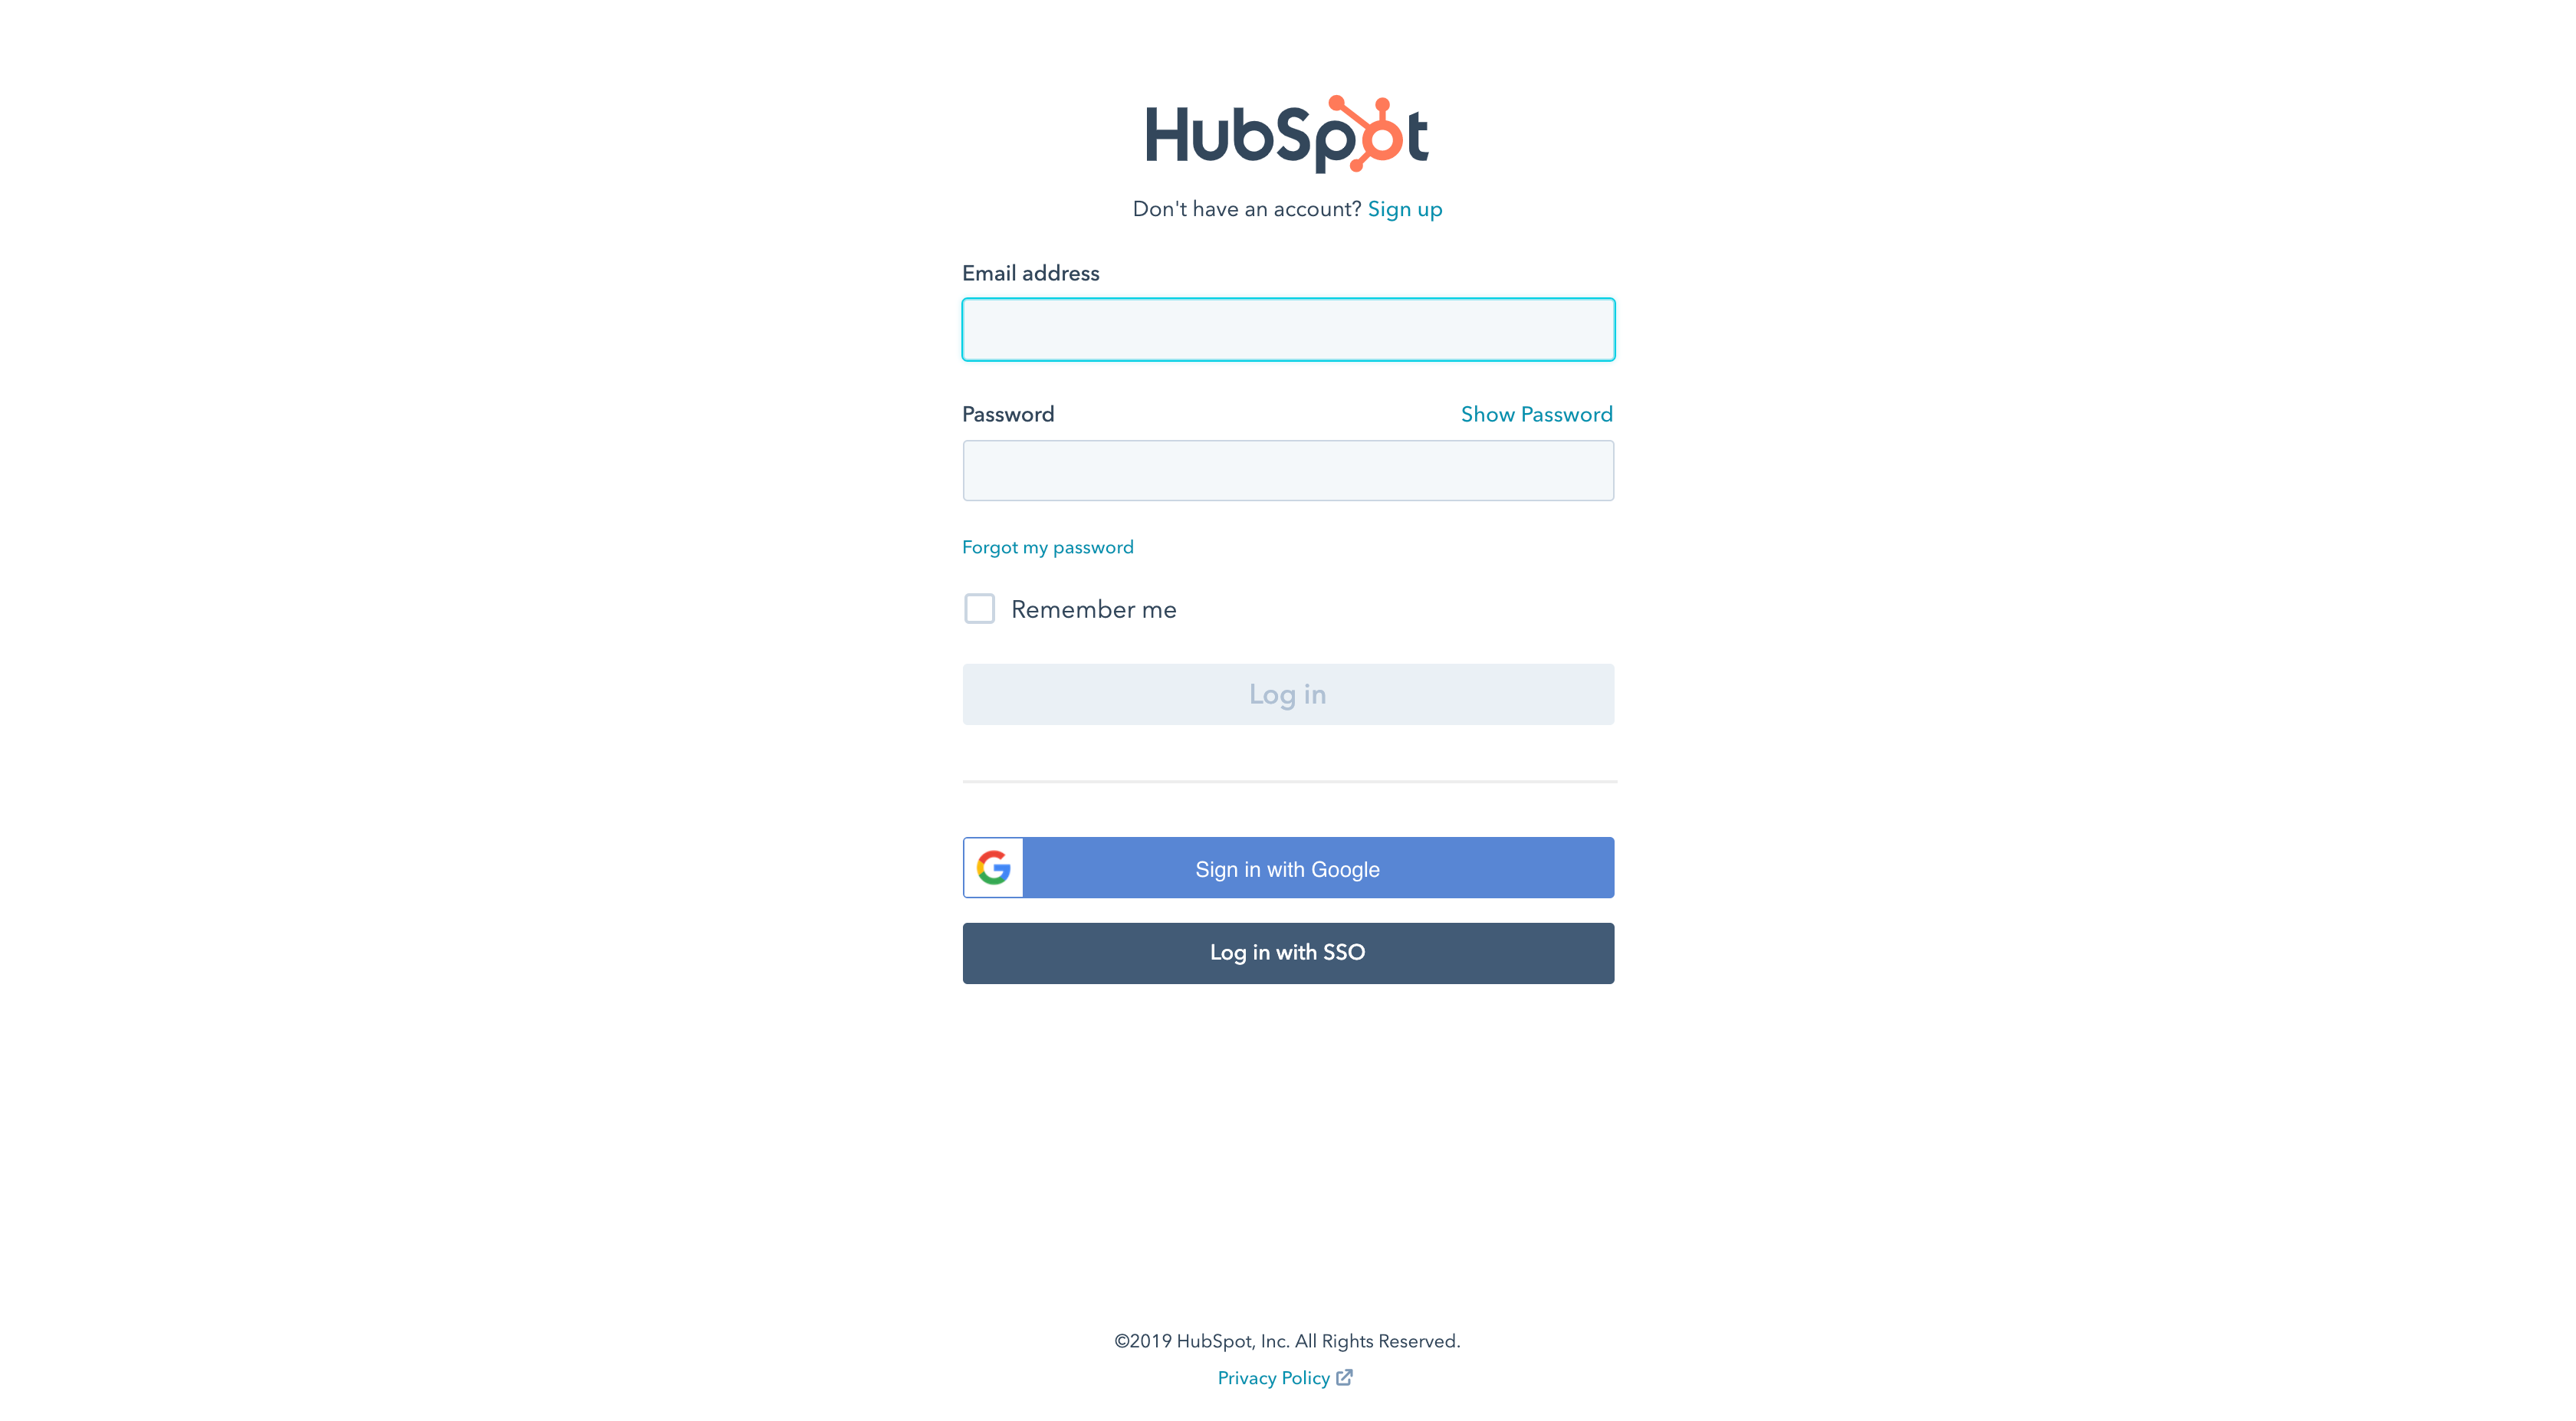 HubSpot
Don't have an account? Sign up
Email address
Password Show Password
Forgot my password
Remember me
Log in
Sign in with Google
Log in with SSO
©2019 HubSpot, Inc. All Rights Reserved.
Privacy Policy